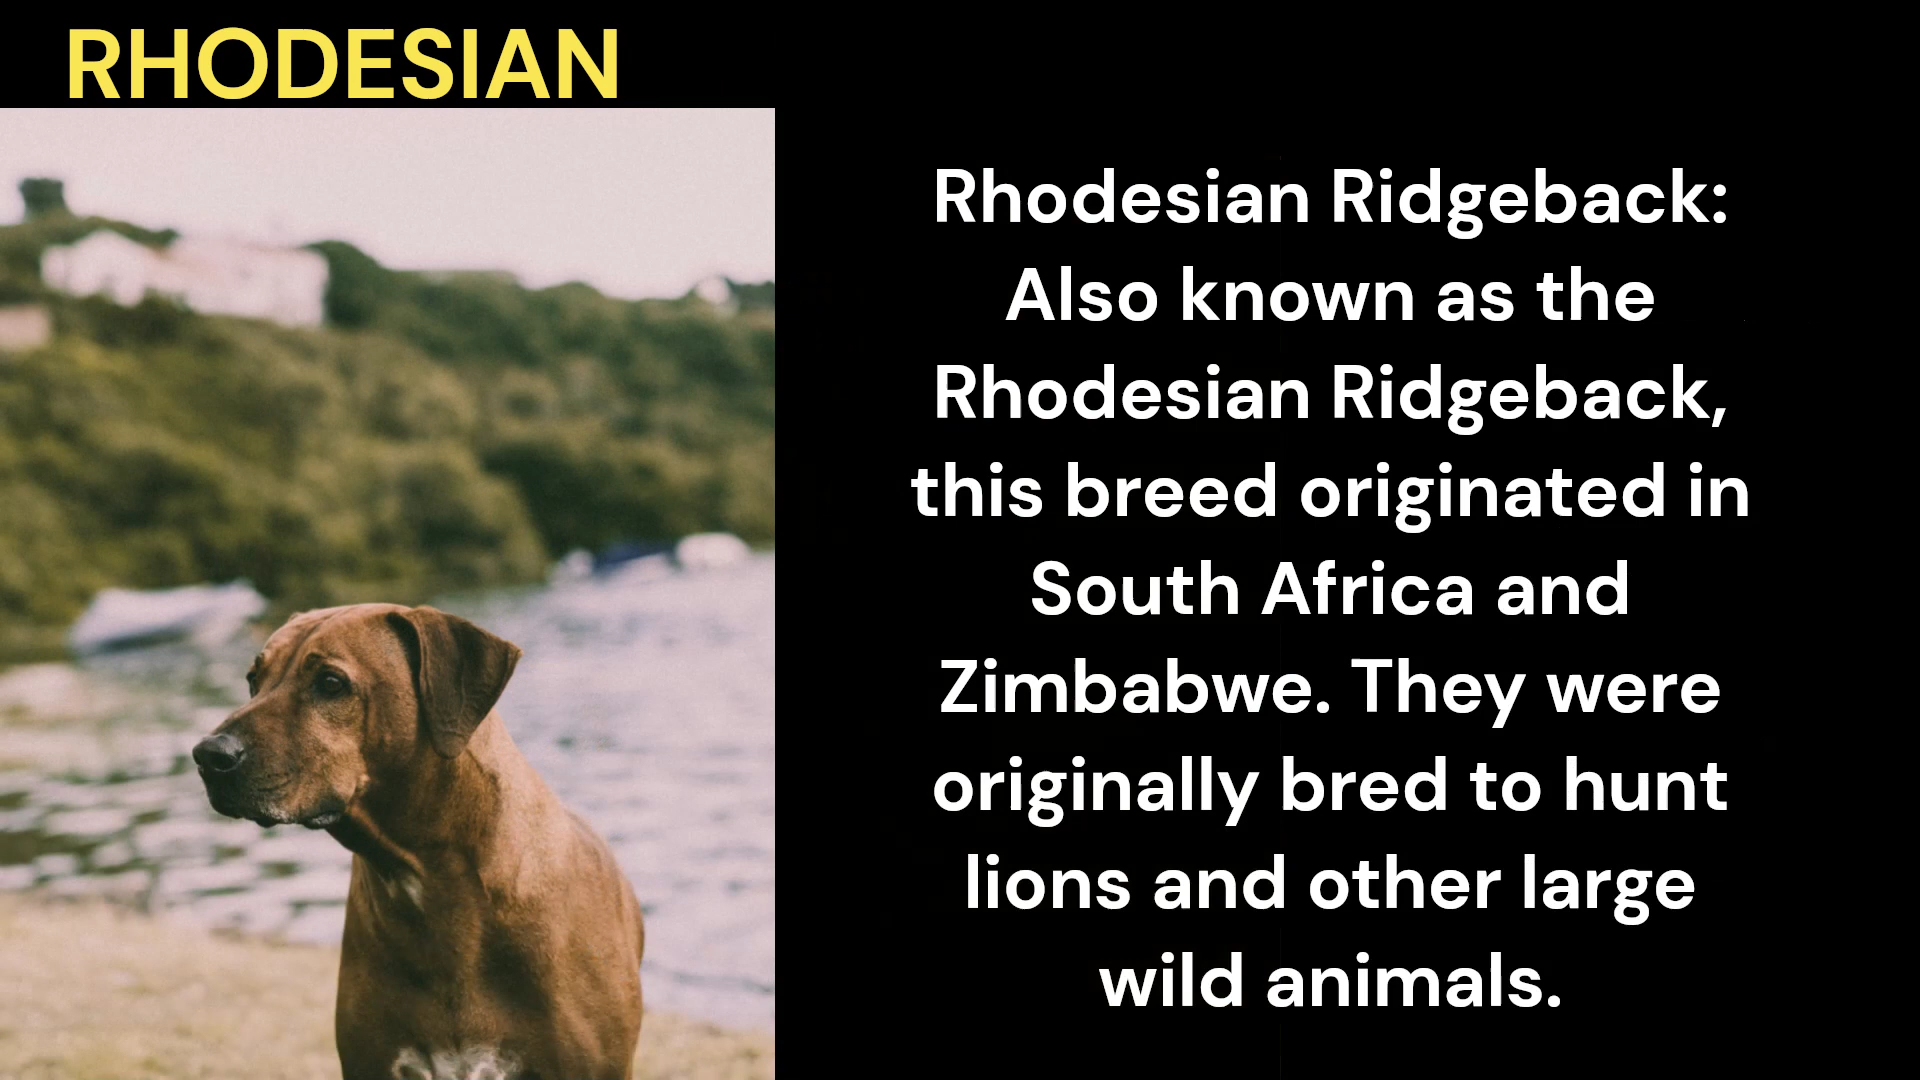 RHODESIAN
Rhodesian Ridgeback:
Also known as the
Rhodesian Ridgeback,
this breed originated in
South Africa and
Zimbabwe. They were
originally bred to hunt
lions and other large
wild animals.